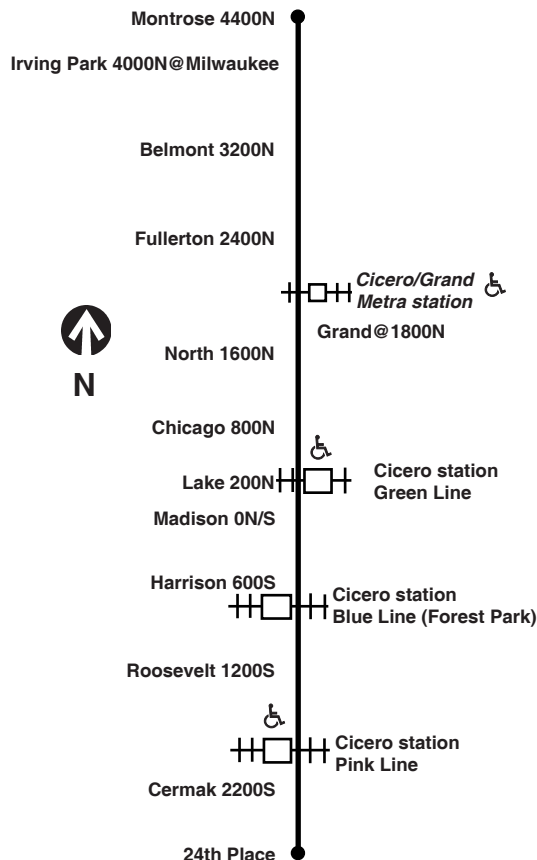 Montrose 4400N
Irving Park 4000N@Milwaukee
Belmont 3200N
Fullerton 2400N
Cicero/Grand
Metra station
Grand@1800N
N
North 1600N
Chicago 800N
Lake 200N
Cicero station
Green Line
Madison 0N/S
Harrison 600S
Cicero station
Blue Line (Forest Park)
Roosevelt 1200S
Cicero station
Pink Line
Cermak 2200S
24th Place